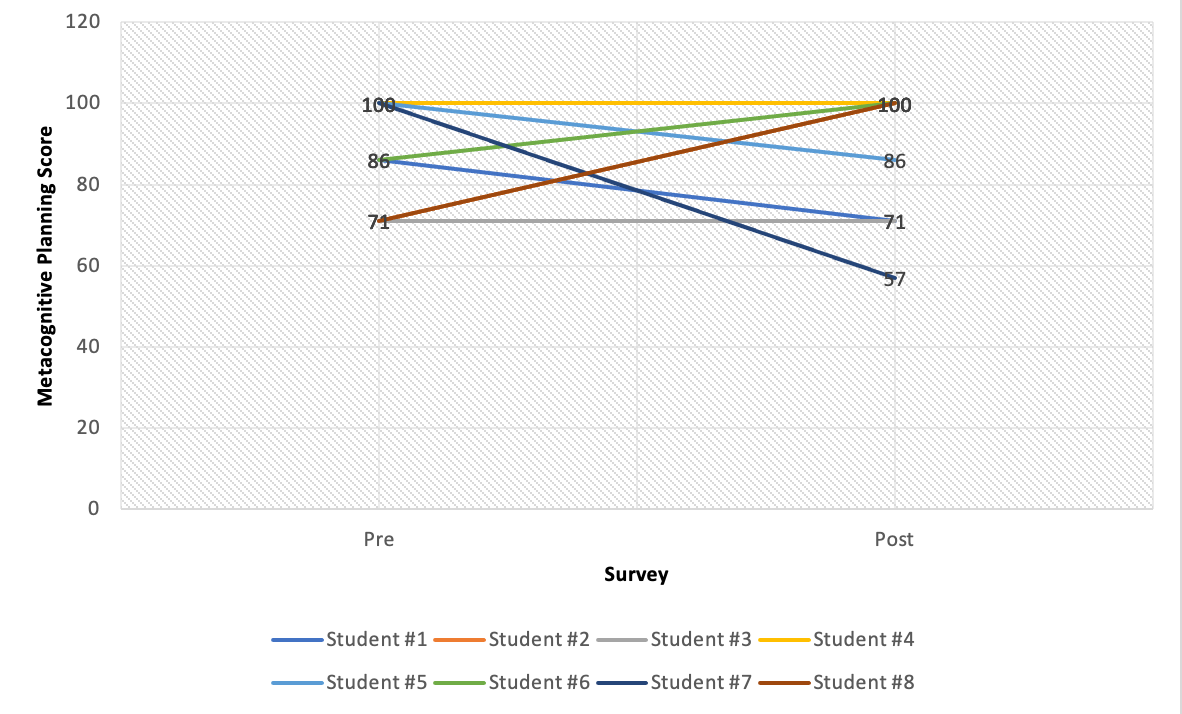 120
100
80
60
40
20
0
Metacognitive Planning Score
100
86
71
100
86
71
57
Pre
Post
Survey
Student #1 Student #2 Student #3 Student #4
Student #5 Student #6 Student #7 Student #8